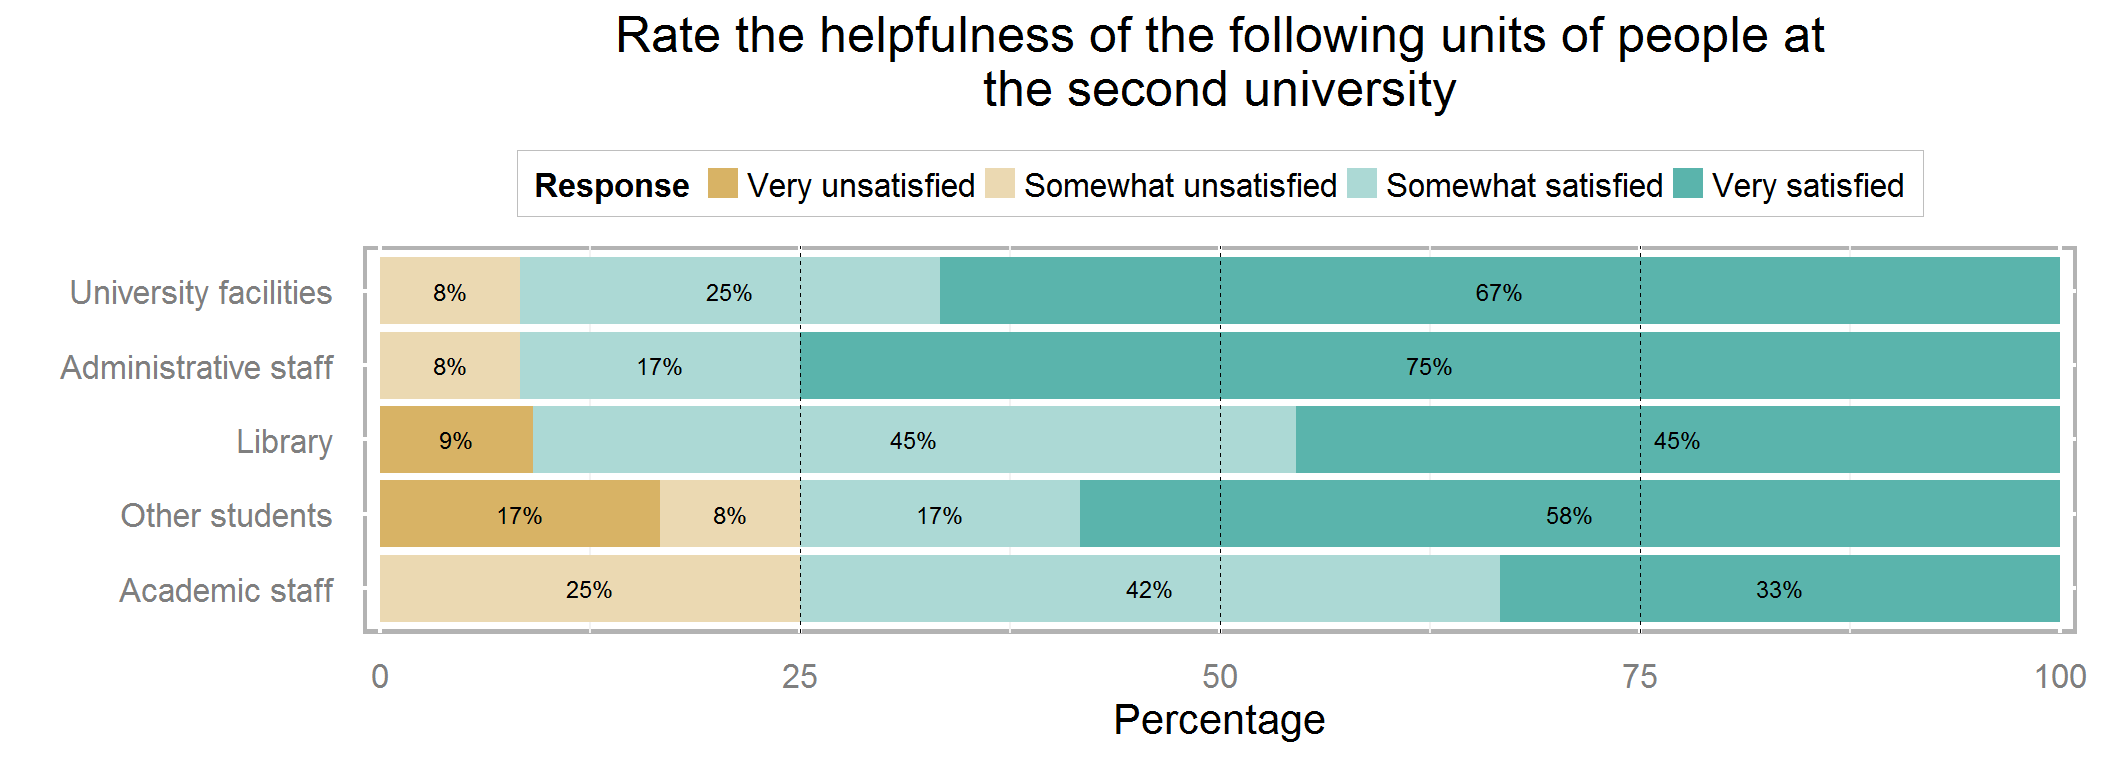 Rate the helpfulness of the following units of people at
the second university
Response Very unsatisfied Somewhat unsatisfied Somewhat satisfied Very satisfied
University facilities 8% 25% 67%
Administrative staff 8% 17% 75%
Library 9% 45% 45%
Other students 17% 8% 17% 58%
Academic staff 25% 42% 33%
0 25 50 75 100
Percentage